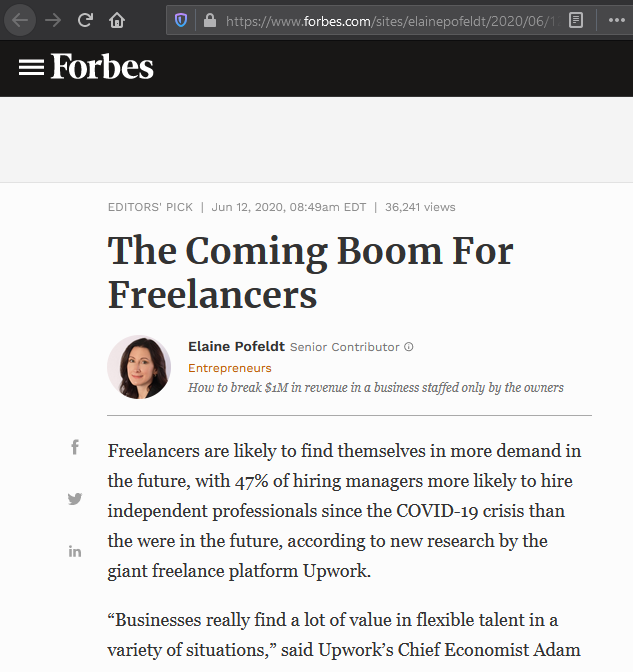 https://www.forbes.com/sites/elainepofeldt/2020/06/1
Forbes
EDITORS' PICK | Jun 12, 2020, 08:49am EDT | 36,241 views
The Coming Boom For
Freelancers
Elaine Pofeldt Senior Contributor
Entrepreneurs
How to break $1M in revenue in a business staffed only by the owners
Freelancers are likely to find themselves in more demand in
the future, with 47% of hiring managers more likely to hire
independent professionals since the COVID-19 crisis than
the were in the future, according to new research by the
giant freelance platform Upwork.
“Businesses really find a lot of value in flexible talent in a
variety of situations,” said Upwork’s Chief Economist Adam